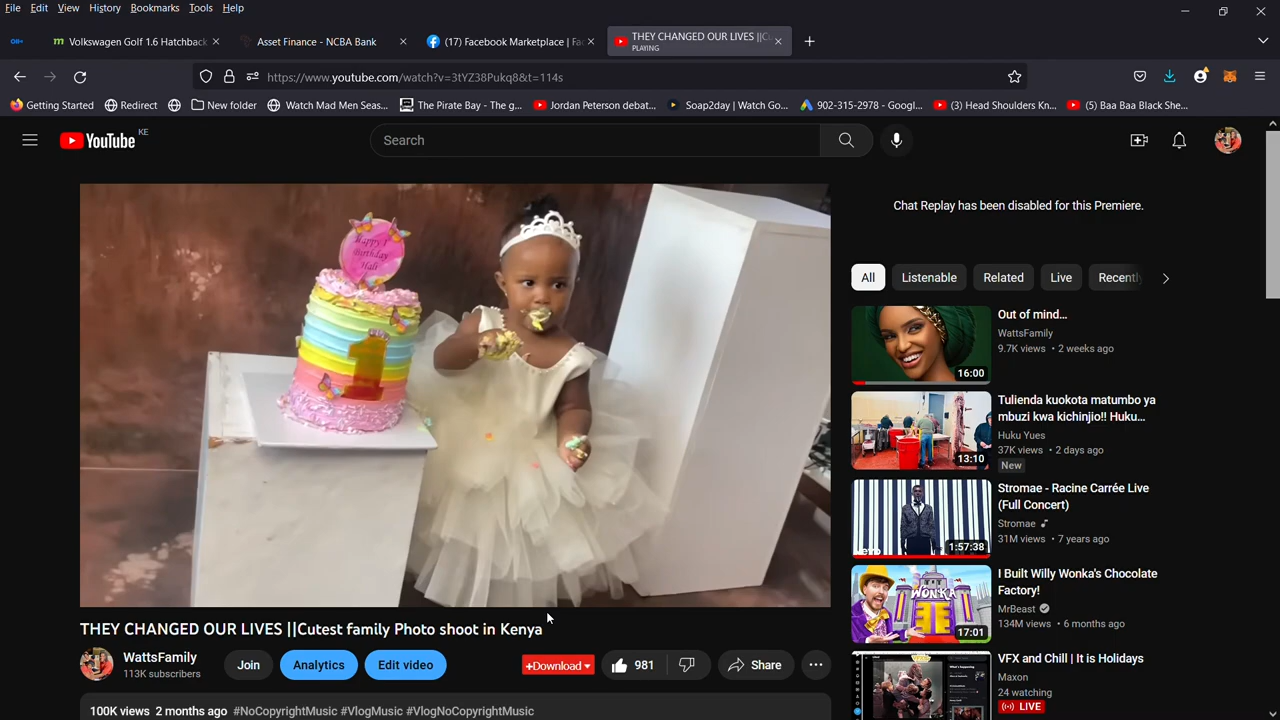 File Edit View History Bookmarks Tools Help
Volkswagen Golf 1.6 Hatchback
Asset Finance - NCBA Bank
(17) Facebook Marketplace | Fac
THEY CHANGED OUR LIVES ||Cu
PLAYING
https://www.youtube.com/watch?v=3tYZ38Pukq8&t=114s
Getting Started
Redirect
New folder
Watch Mad Men Seas...
The Pirate Bay - The g...
Jordan Peterson debat...
Soap2day | Watch Go...
902-315-2978 - Googl...
(3) Head Shoulders Kn...
(5) Baa Baa Black She...
YouTube KE
Search
Happy 1
Birthday
Hali
1
Chat Replay has been disabled for this Premiere.
All Listenable Related Live Recently
Out of mind...
WattsFamily
9.7K views • 2 weeks ago
16:00
Tulienda kuokota matumbo ya
mbuzi kwa kichinjio!! Huku...
Huku Yues
37K views • 2 days ago
New
13:10
Stromae - Racine Carrée Live
(Full Concert)
Stromae
31M views • 7 years ago
1:57:38
I Built Willy Wonka's Chocolate
Factory!
MrBeast
134M views • 6 months ago
WONKA
17:01
VFX and Chill | It is Holidays
Maxon
24 watching
LIVE
THEY CHANGED OUR LIVES ||Cutest family Photo shoot in Kenya
WattsFamily
113K subscribers
Join
Analytics
Edit video
+Download
981
Share
100K views 2 months ago #NoCopyrightMusic #VlogMusic #VlogNoCopyrightMusic